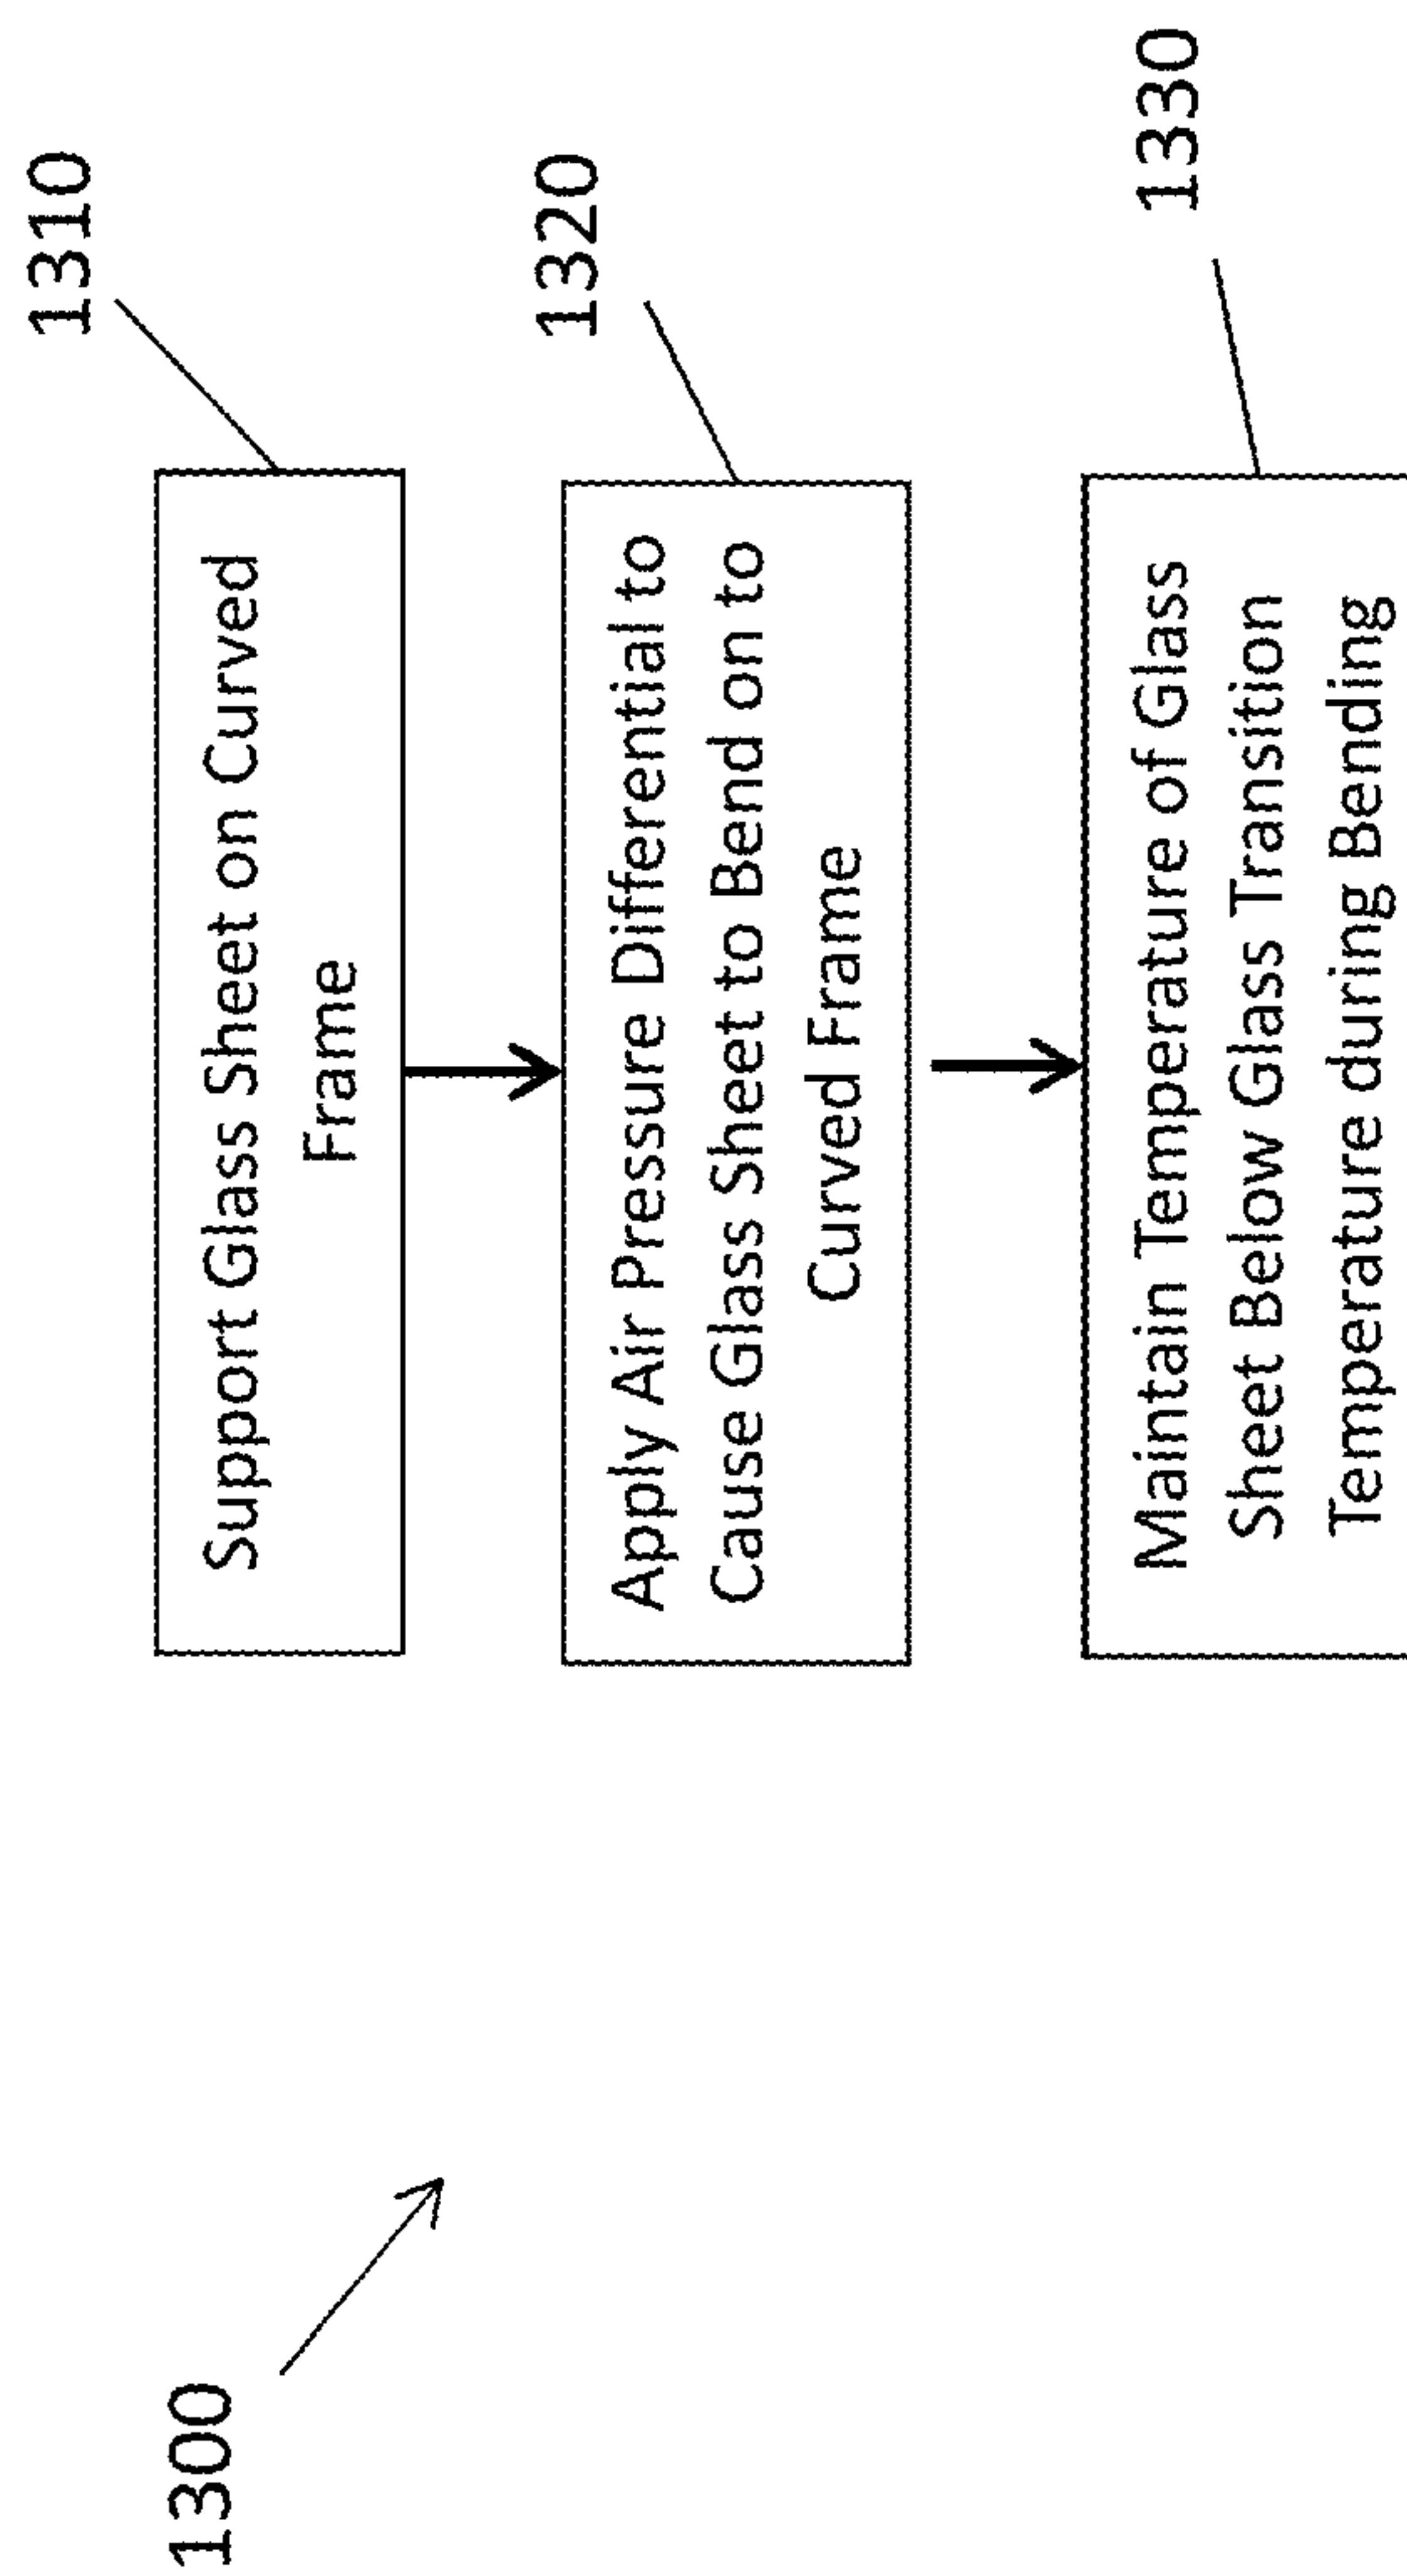 1300
1310
Support Glass Sheet on Curved
Frame
1320
Apply Air Pressure Differential to
Cause Glass Sheet to Bend on to
Curved Frame
1330
Maintain Temperature of Glass
Sheet Below Glass Transition
Temperature during Bending